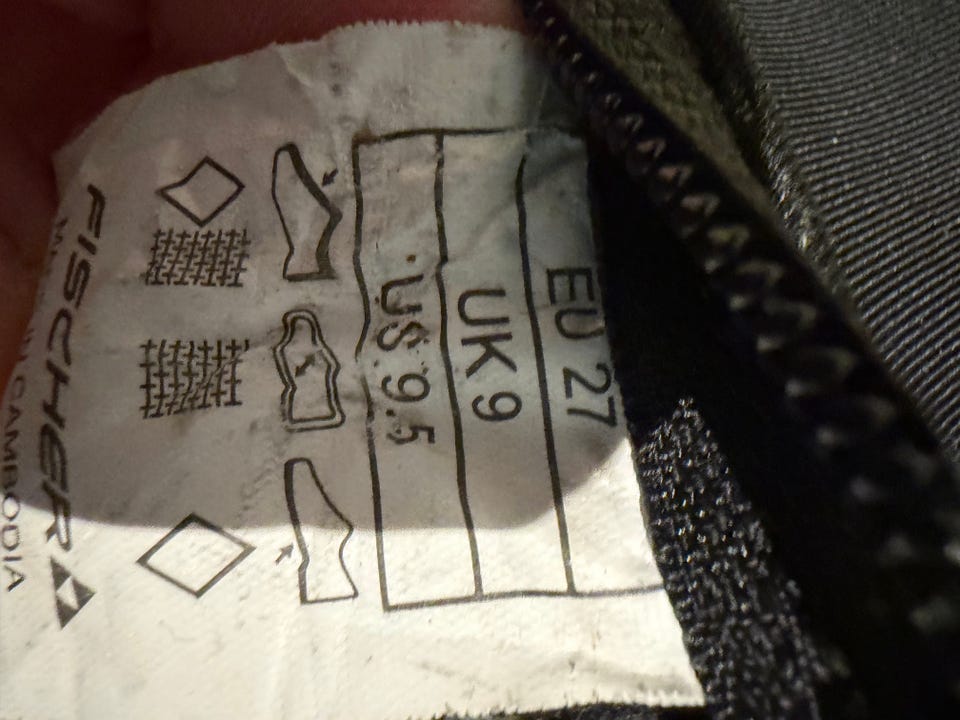 EU 27
UK 9
US 9.5
FISCHER
CAMBODIA